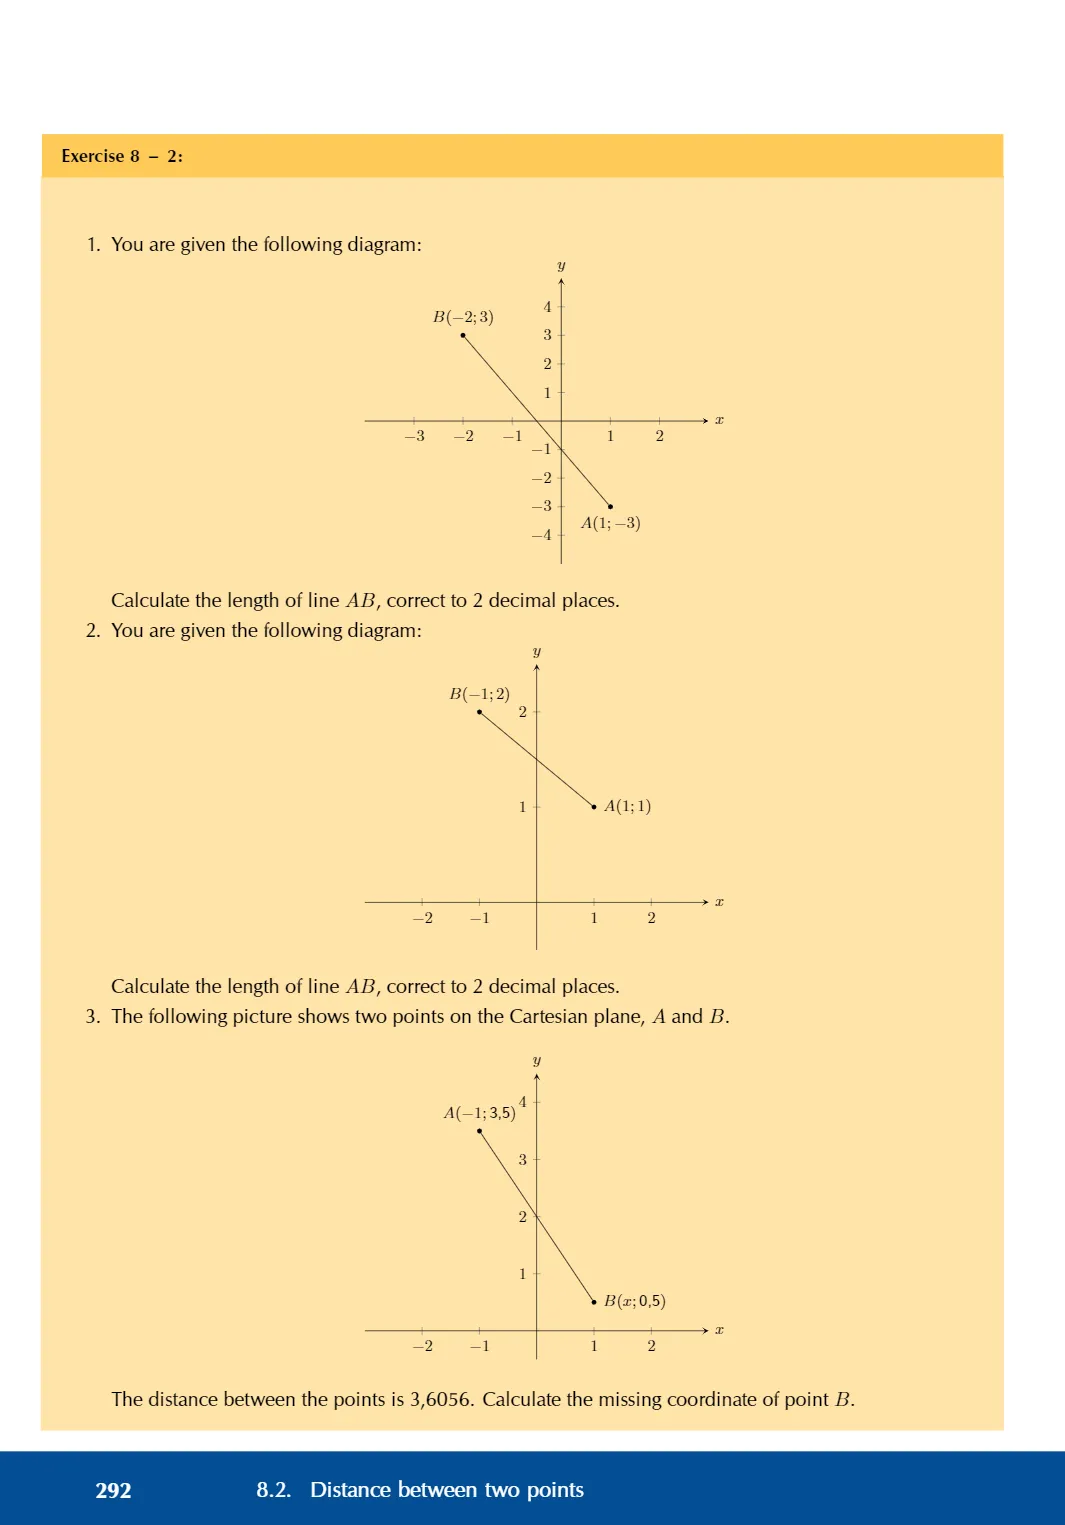 Exercise 8 – 2:
1. You are given the following diagram:
y
4
B(−2; 3)
3
2
1
x
−3 −2 −1 1 2
−1
−2
−3
A(1; −3)
−4
Calculate the length of line AB, correct to 2 decimal places.
2. You are given the following diagram:
y
B(−1; 2)
2
1 A(1; 1)
x
−2 −1 1 2
Calculate the length of line AB, correct to 2 decimal places.
3. The following picture shows two points on the Cartesian plane, A and B.
y
4
A(−1; 3,5)
3
2
1
B(x; 0,5)
x
−2 −1 1 2
The distance between the points is 3,6056. Calculate the missing coordinate of point B.
292 8.2. Distance between two points